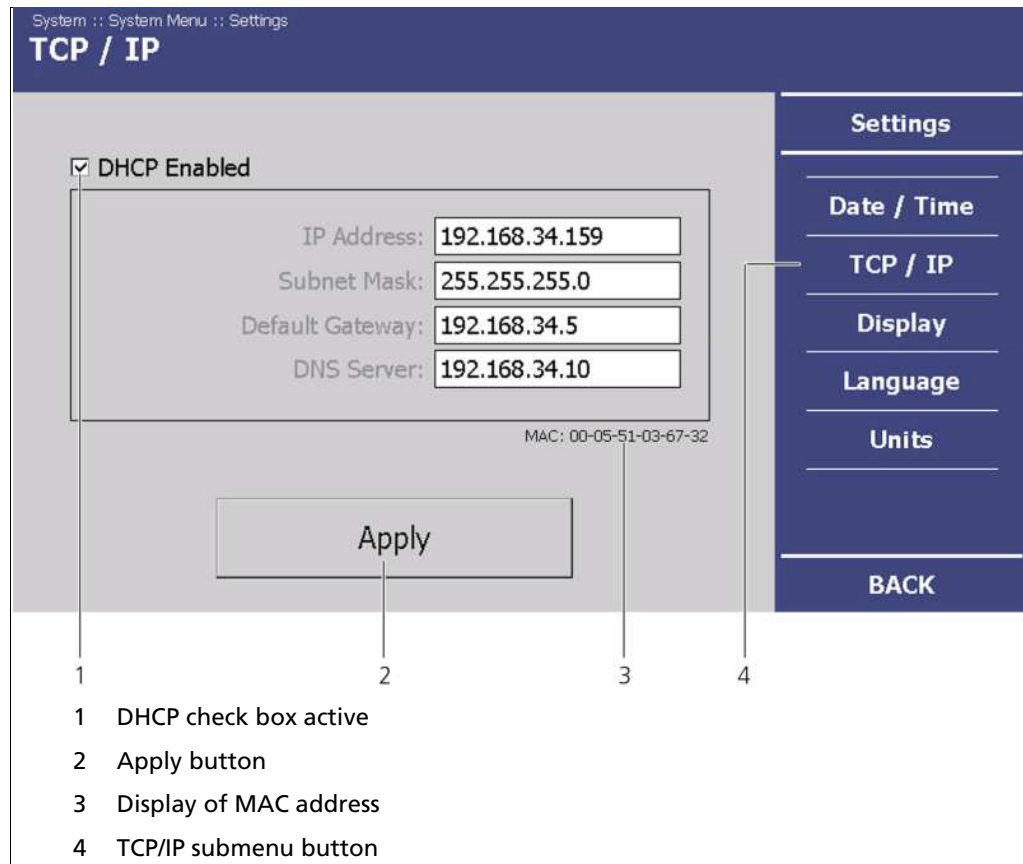 System :: System Menu :: Settings
TCP / IP
Settings
DHCP Enabled
IP Address: 192.168.34.159
Subnet Mask: 255.255.255.0
Default Gateway: 192.168.34.5
DNS Server: 192.168.34.10
MAC: 00-05-51-03-67-32
Apply
Date / Time
TCP / IP
Display
Language
Units
BACK
1 2 3 4
1 DHCP check box active
2 Apply button
3 Display of MAC address
4 TCP/IP submenu button